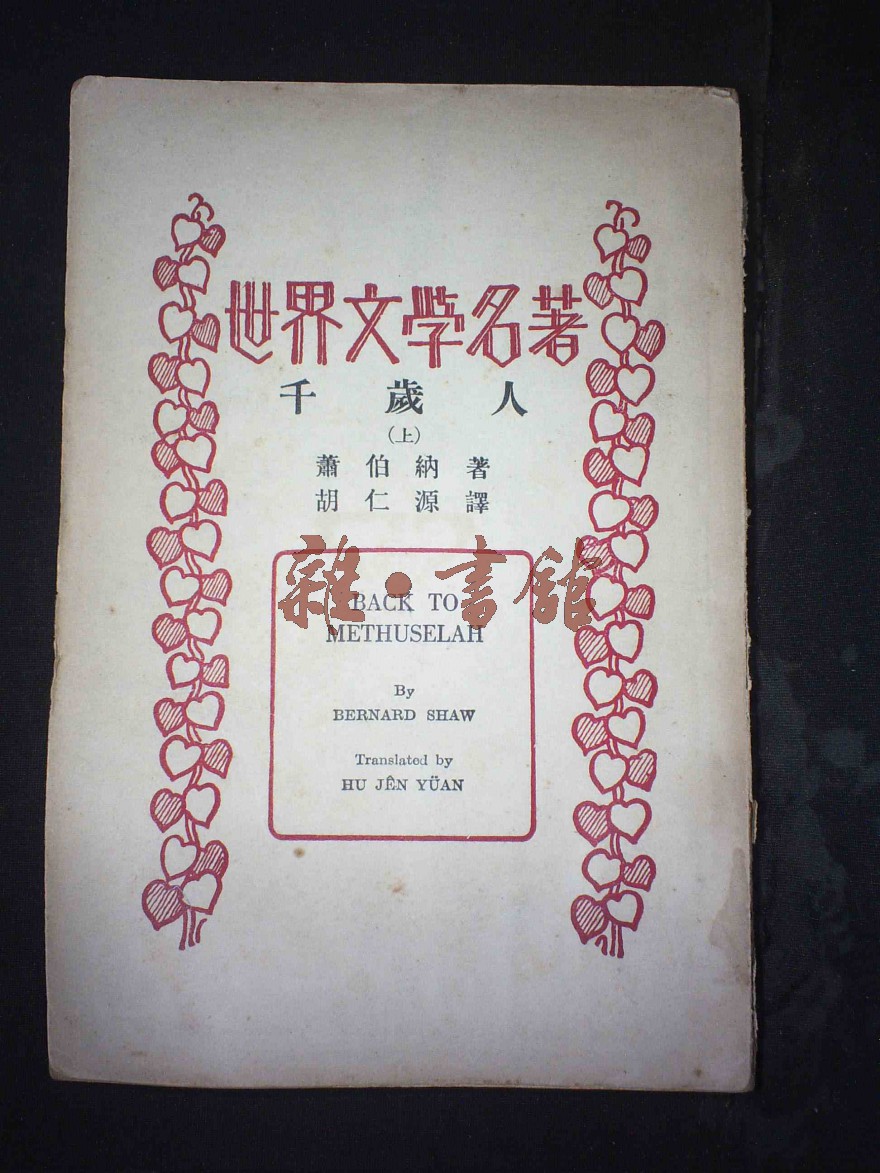 世界文學名著
千歲人
(上)
蕭伯納著
胡仁源譯
雜·書館
BACK TO
METHUSELAH
By
BERNARD SHAW
Translated by
HU JÊN YÜAN